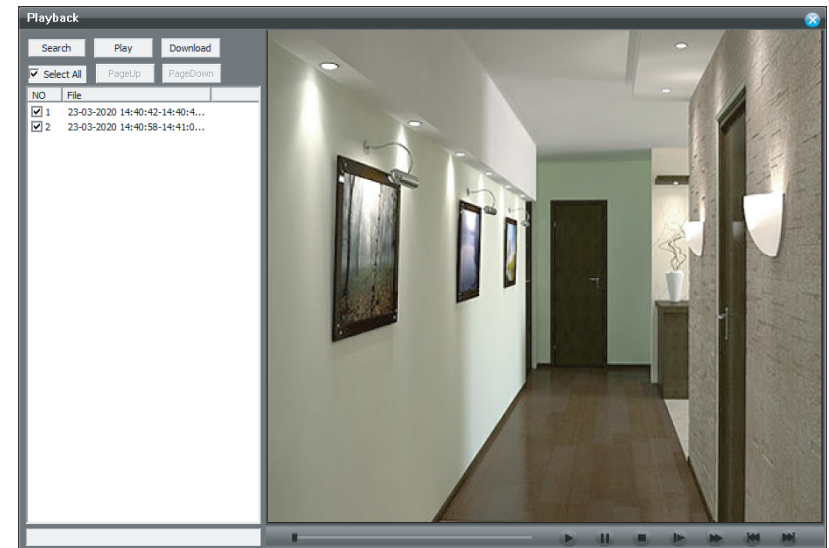 Playback
Search Play Download
Select All PageUp PageDown
NO File
1 23-03-2020 14:40:42-14:40:4...
2 23-03-2020 14:40:58-14:41:0...